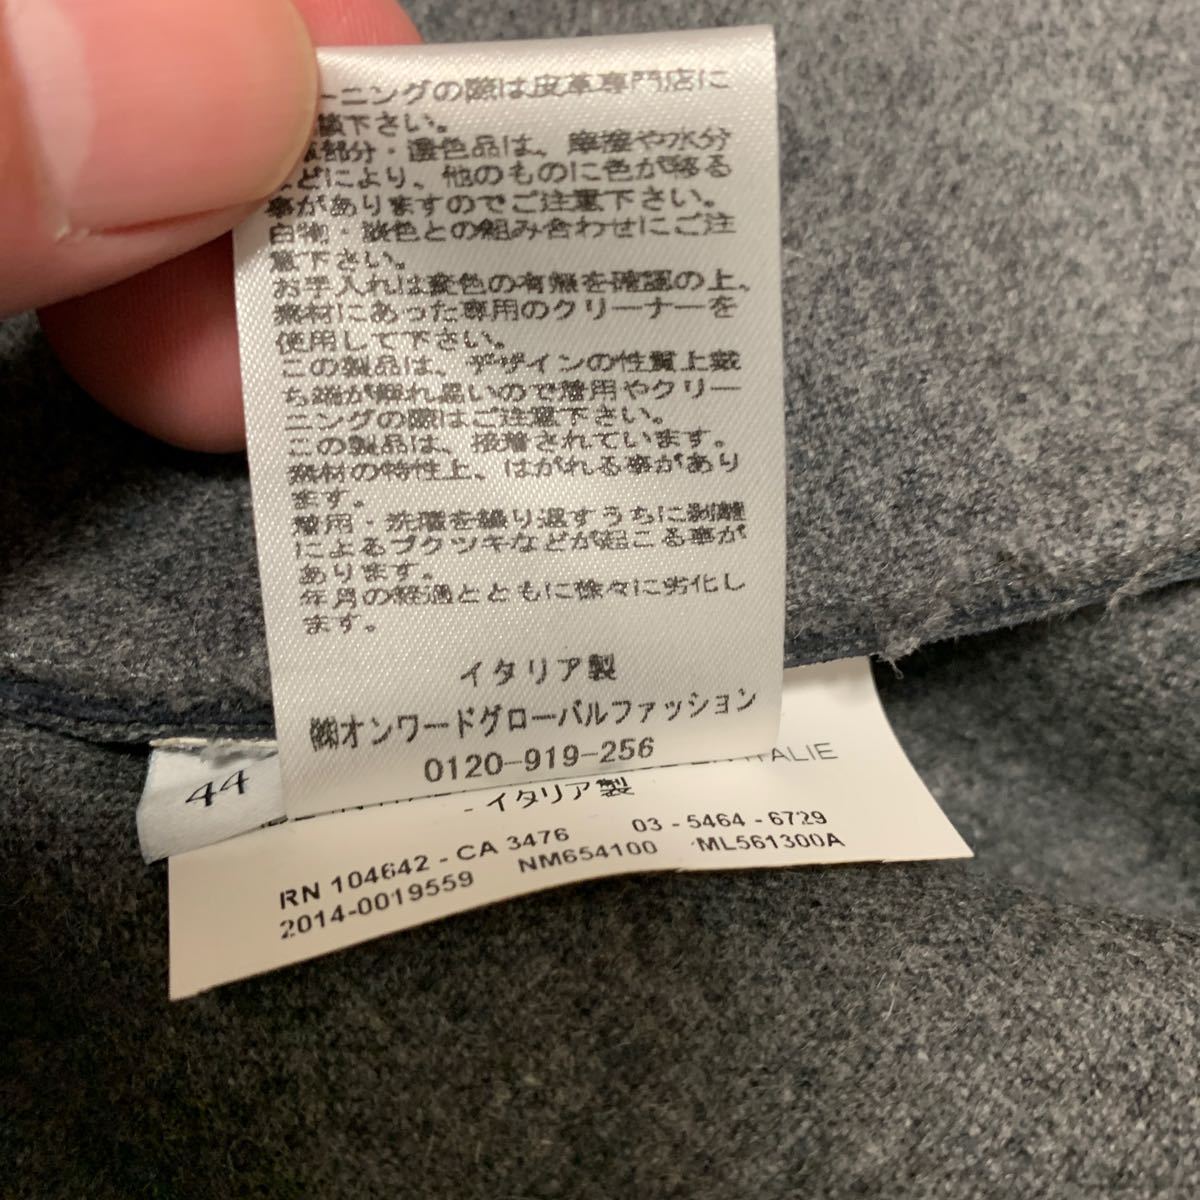 ーニングの際は皮革専門店に
頼下さい。
革部分・濃色品は、摩擦や水分
などにより、他のものに色が移る
事がありますのでご注意下さい。
白物・淡色との組み合わせにご注
意下さい。
お手入れは変色の有無を確認の上、
素材にあった専用のクリーナーを
使用して下さい。
この製品は、デザインの性質上裁
ち端が解れ易いので着用やクリー
ニングの際はご注意下さい。
この製品は、接着されています。
素材の特性上、はがれる事があり
ます。
着用・洗濯を繰り返すうちに剥離
によるブクツキなどが起こる事が
あります。
年月の経過とともに徐々に劣化し
ます。
イタリア製
㈱オンワードグローバルファッション
0120-919-256
44
ITALIE
- イタリア製
RN 104642 - CA 3476 03 - 5464 - 6729
2014-0019559 NM654100 ML561300A